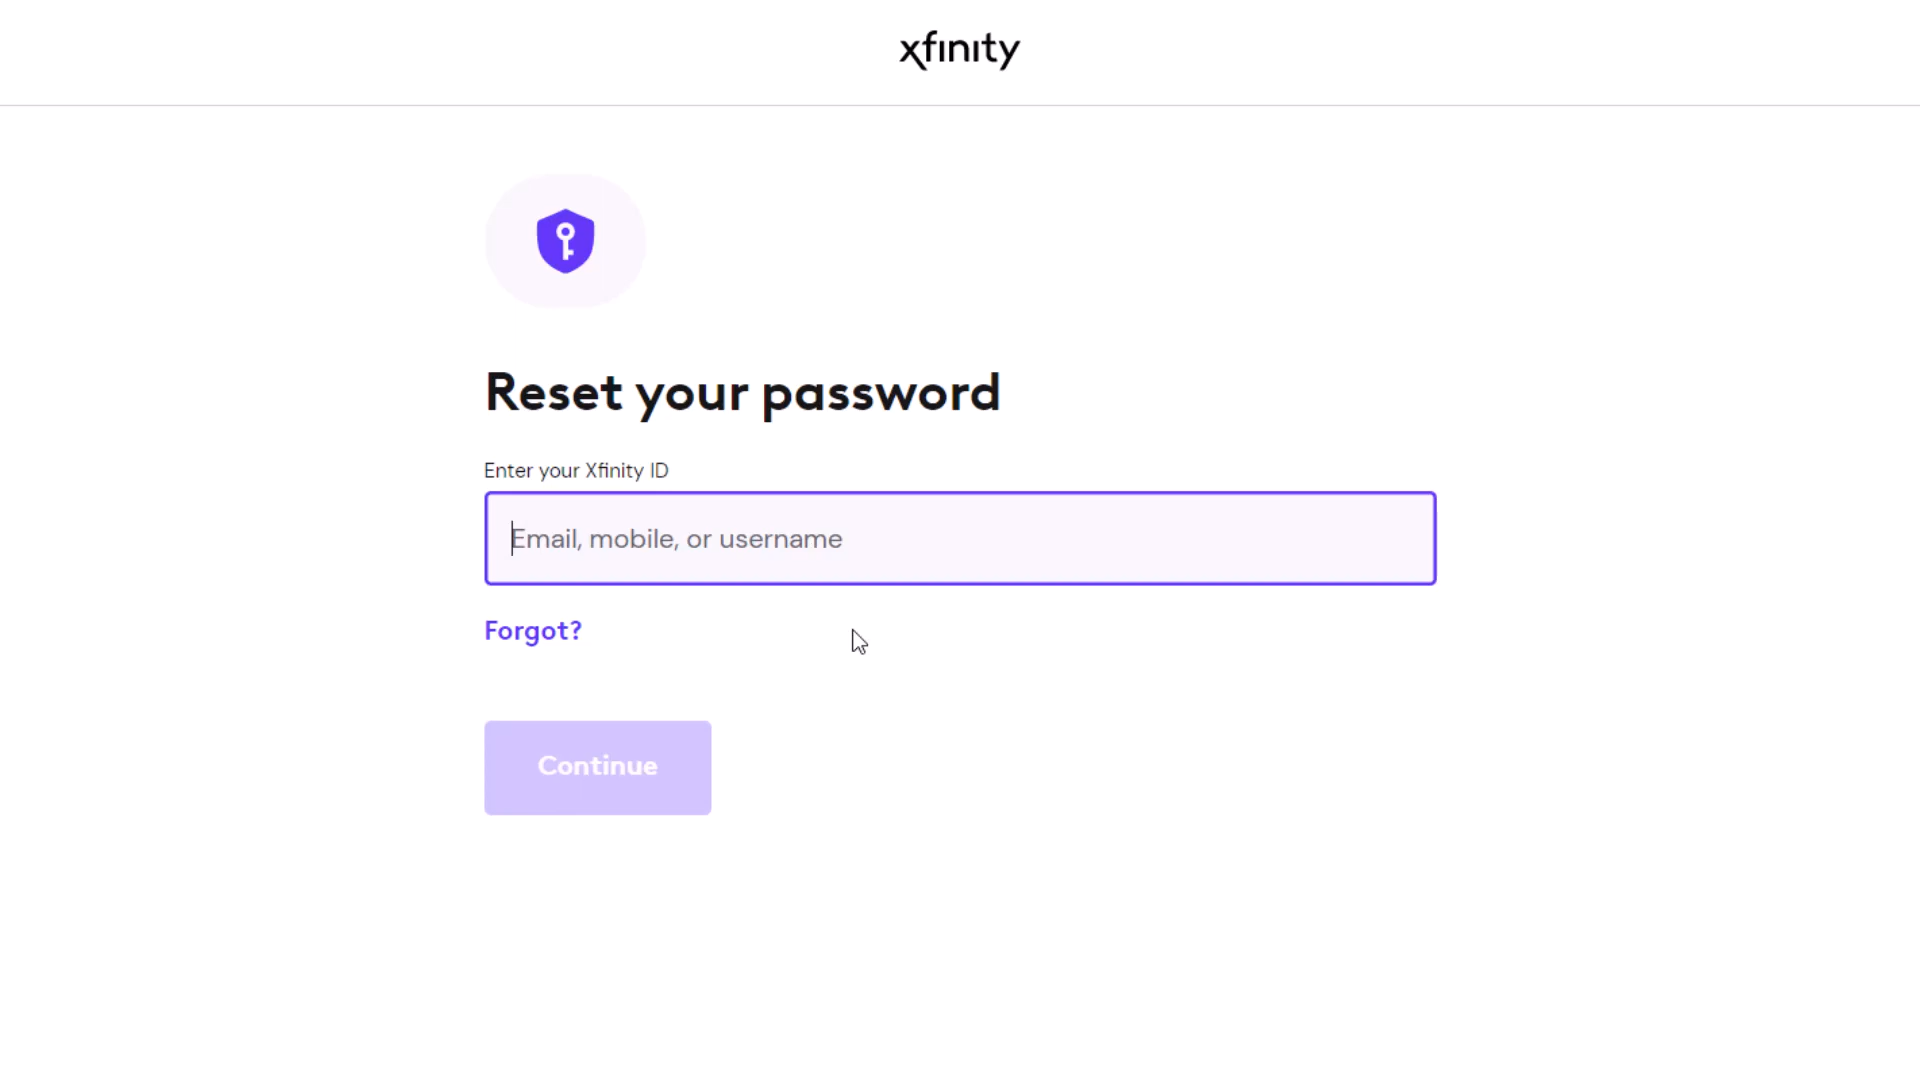 xfinity
Reset your password
Enter your Xfinity ID
Email, mobile, or username
Forgot?
Continue